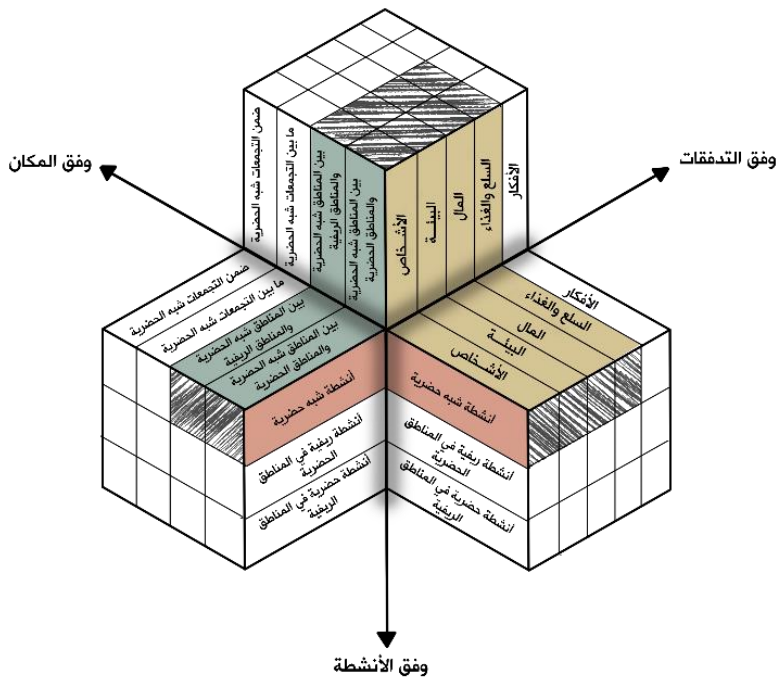 وفق المكان
وفق التدفقات
ضمن التجمعات شبه الحضرية
ما بين التجمعات شبه الحضرية
بين المناطق شبه الحضرية
والمناطق الريفية
بين المناطق شبه الحضرية
والمناطق الحضرية
الأشخاص
البيئة
المال
السلع والغذاء
الأفكار
ضمن التجمعات شبه الحضرية
ما بين التجمعات شبه الحضرية
بين المناطق شبه الحضرية
والمناطق الريفية
بين المناطق شبه الحضرية
والمناطق الحضرية
أنشطة شبه حضرية
أنشطة ريفية في المناطق
الحضرية
أنشطة حضرية في المناطق
الريفية
الأفكار
السلع والغذاء
المال
البيئة
الأشخاص
أنشطة شبه حضرية
أنشطة ريفية في المناطق
الحضرية
أنشطة حضرية في المناطق
الريفية
وفق الأنشطة